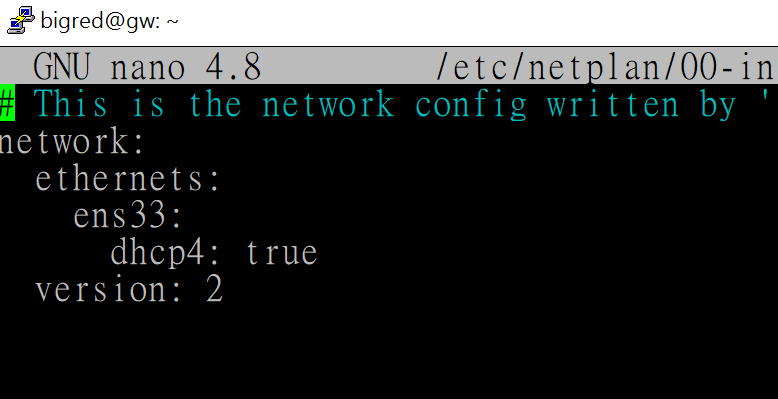 bigred@gw: ~
GNU nano 4.8 /etc/netplan/00-in
# This is the network config written by '
network:
  ethernets:
    ens33:
      dhcp4: true
  version: 2